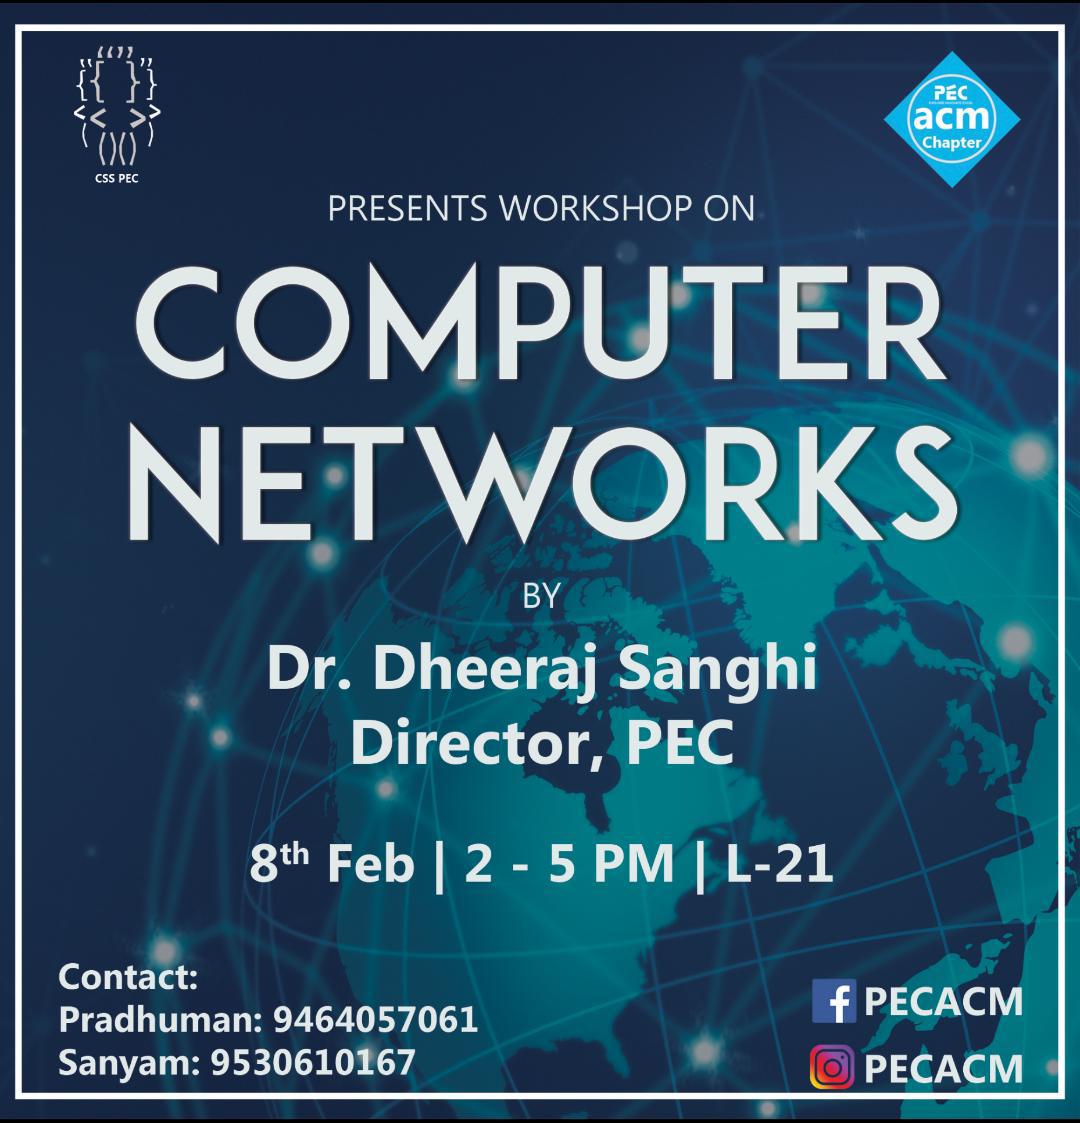 CSS PEC
PEC
acm
Chapter
PRESENTS WORKSHOP ON
COMPUTER
NETWORKS
BY
Dr. Dheeraj Sanghi
Director, PEC
8th Feb | 2 - 5 PM | L-21
Contact:
Pradhuman: 9464057061
Sanyam: 9530610167
PECACM
PECACM